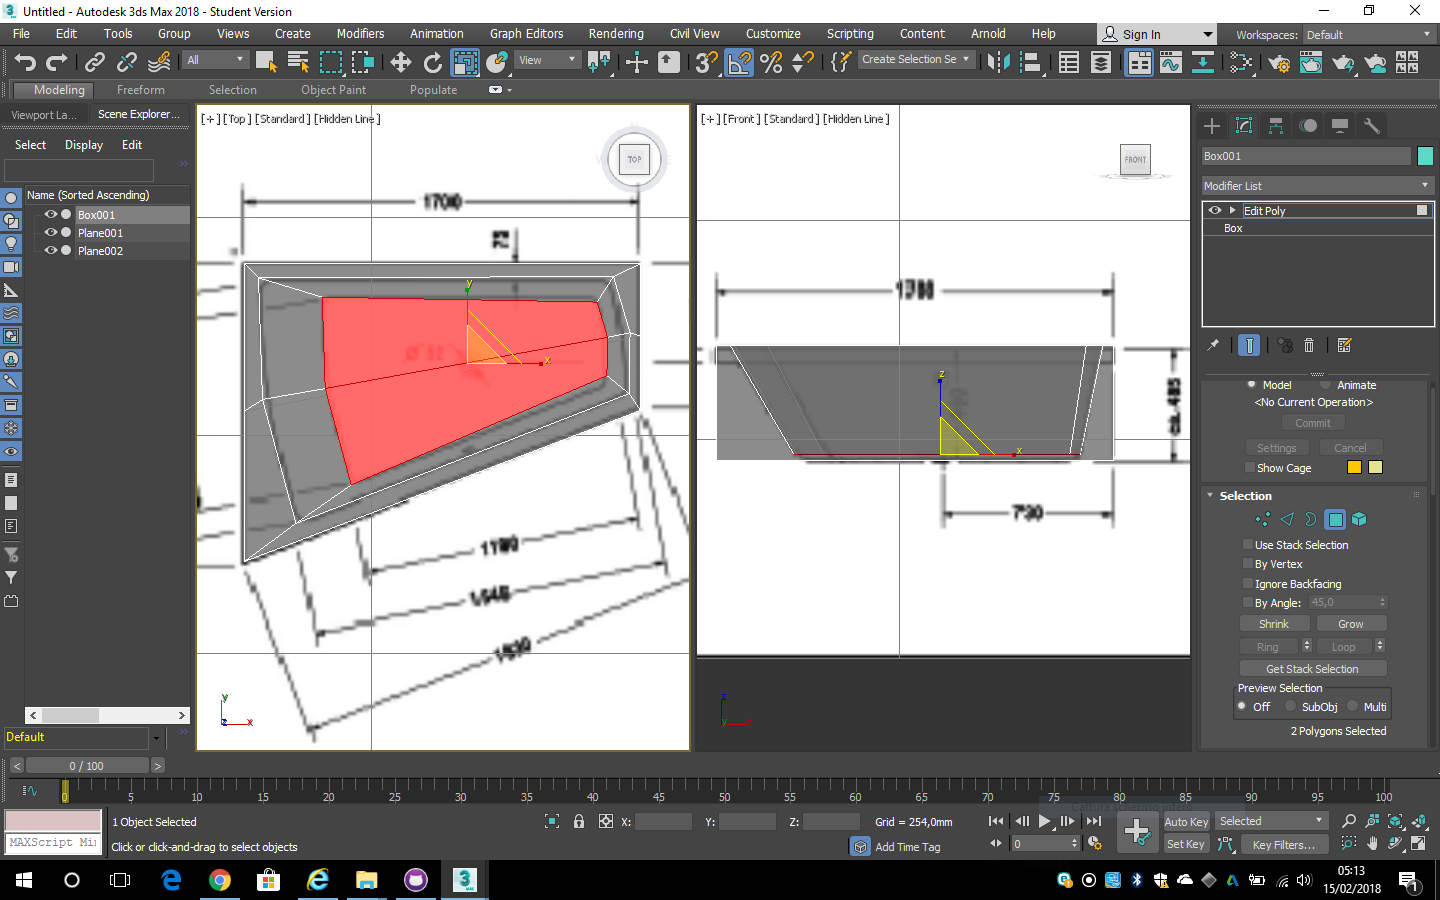 Untitled - Autodesk 3ds Max 2018 - Student Version
File Edit Tools Group Views Create Modifiers Animation Graph Editors Rendering Civil View Customize Scripting Content Arnold Help Sign In Workspaces: Default
All View Create Selection Se
Modeling Freeform Selection Object Paint Populate
Viewport La... Scene Explorer...
Select Display Edit
Name (Sorted Ascending)
Box001
Plane001
Plane002
Default
[+] [Top] [Standard] [Hidden Line]
TOP
1700
y
x
y
z x
[+] [Front] [Standard] [Hidden Line]
FRONT
z
x
730
z
y
Box001
Modifier List
Edit Poly
Box
Model Animate
<No Current Operation>
Commit
Settings Cancel
Show Cage
Selection
Use Stack Selection
By Vertex
Ignore Backfacing
By Angle: 45,0
Shrink Grow
Ring Loop
Get Stack Selection
Preview Selection
Off SubObj Multi
2 Polygons Selected
< 0 / 100 >
0 5 10 15 20 25 30 35 40 45 50 55 60 65 70 75 80 85 90 95 100
1 Object Selected
X: Y: Z: Grid = 254,0mm
Auto Key Selected
MAXScript Mi
Click or click-and-drag to select objects
Add Time Tag
0
Set Key Key Filters...
3
MAX
05:13
15/02/2018
1